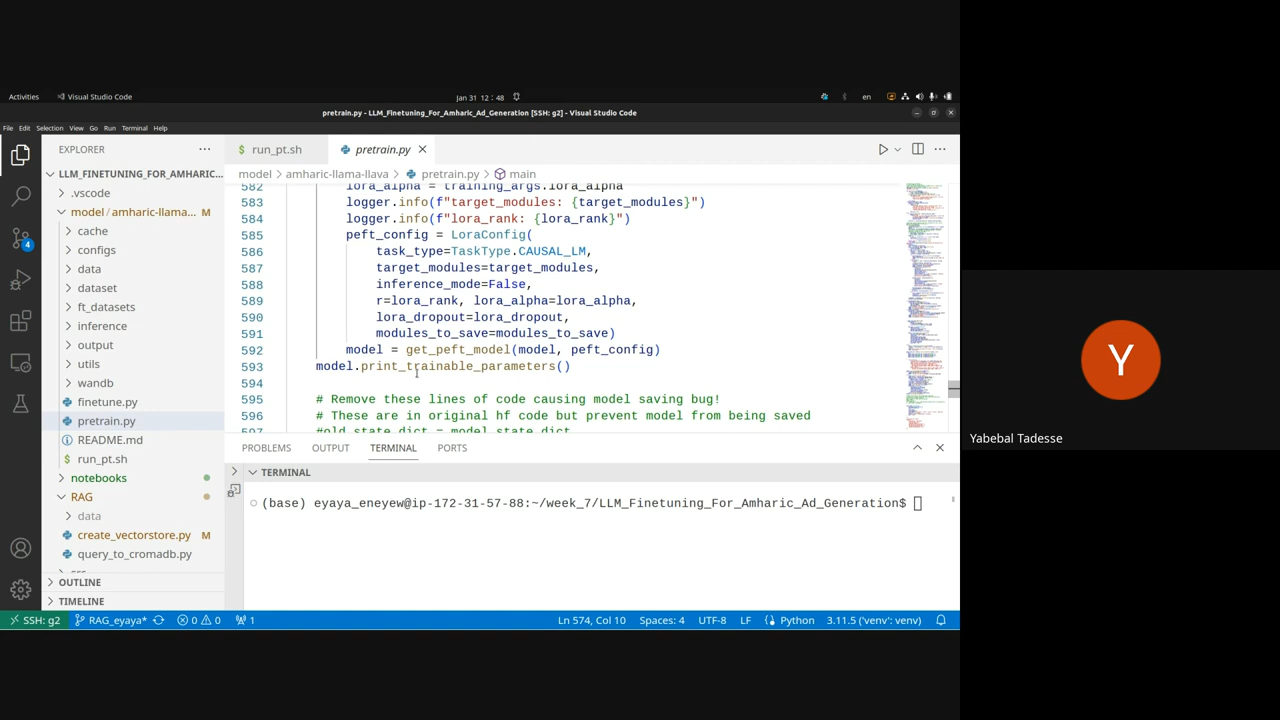 Activities
Visual Studio Code
Jan 31 12:48
en
pretrain.py - LLM_Finetuning_For_Amharic_Ad_Generation [SSH: g2] - Visual Studio Code
File Edit Selection View Go Run Terminal Help
EXPLORER
run_pt.sh
pretrain.py
LLM_FINETUNING_FOR_AMHARIC...
model > amharic-llama-llava > pretrain.py > main
.vscode
model / amharic-llama... M
cache
configs
data
dataset
ft_datasets
inference
output
utils
wandb
finetune.py
pretrain.py
README.md
run_pt.sh
notebooks
RAG
data
create_vectorstore.py M
query_to_cromadb.py
OUTLINE
TIMELINE
582 lora_alpha = training_args.lora_alpha
583 logger.info(f"target_modules: {target_modules}")
584 logger.info(f"lora_rank: {lora_rank}")
585 peft_config = LoraConfig(
586 task_type=TaskType.CAUSAL_LM,
587 target_modules=target_modules,
588 inference_mode=False,
589 r=lora_rank, lora_alpha=lora_alpha,
590 lora_dropout=lora_dropout,
591 modules_to_save=modules_to_save)
592 model = get_peft_model(model, peft_config)
593 model.print_trainable_parameters()
594
595 # Remove these lines of code causing model saving bug!
596 # These are in original hf code but prevent model from being saved
597 #old_state_dict = model.state_dict
PROBLEMS OUTPUT TERMINAL PORTS
TERMINAL
(base) eyaya_eneyew@ip-172-31-57-88:~/week_7/LLM_Finetuning_For_Amharic_Ad_Generation$
4
SSH: g2 RAG_eyaya* 0 0 1 Ln 574, Col 10 Spaces: 4 UTF-8 LF Python 3.11.5 ('venv': venv)
Y
Yabebal Tadesse